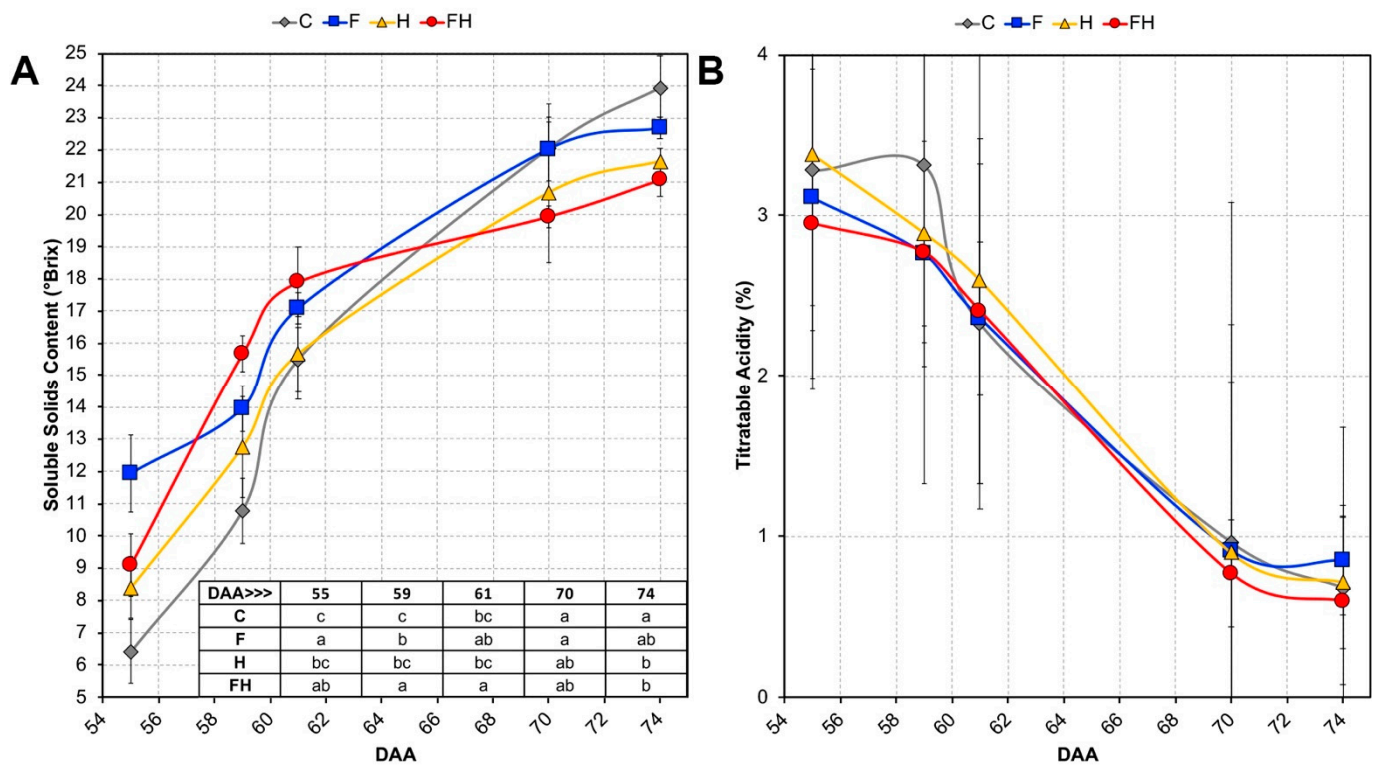 C F H FH
A
Soluble Solids Content (°Brix)
25
24
23
22
21
20
19
18
17
16
15
14
13
12
11
10
9
8
7
6
5
DAA>>> 55 59 61 70 74
C c c bc a a
F a b ab a ab
H bc bc bc ab b
FH ab a a ab b
54 56 58 60 62 64 66 68 70 72 74
DAA
C F H FH
B
Titratable Acidity (%)
4
3
2
1
0
54 56 58 60 62 64 66 68 70 72 74
DAA